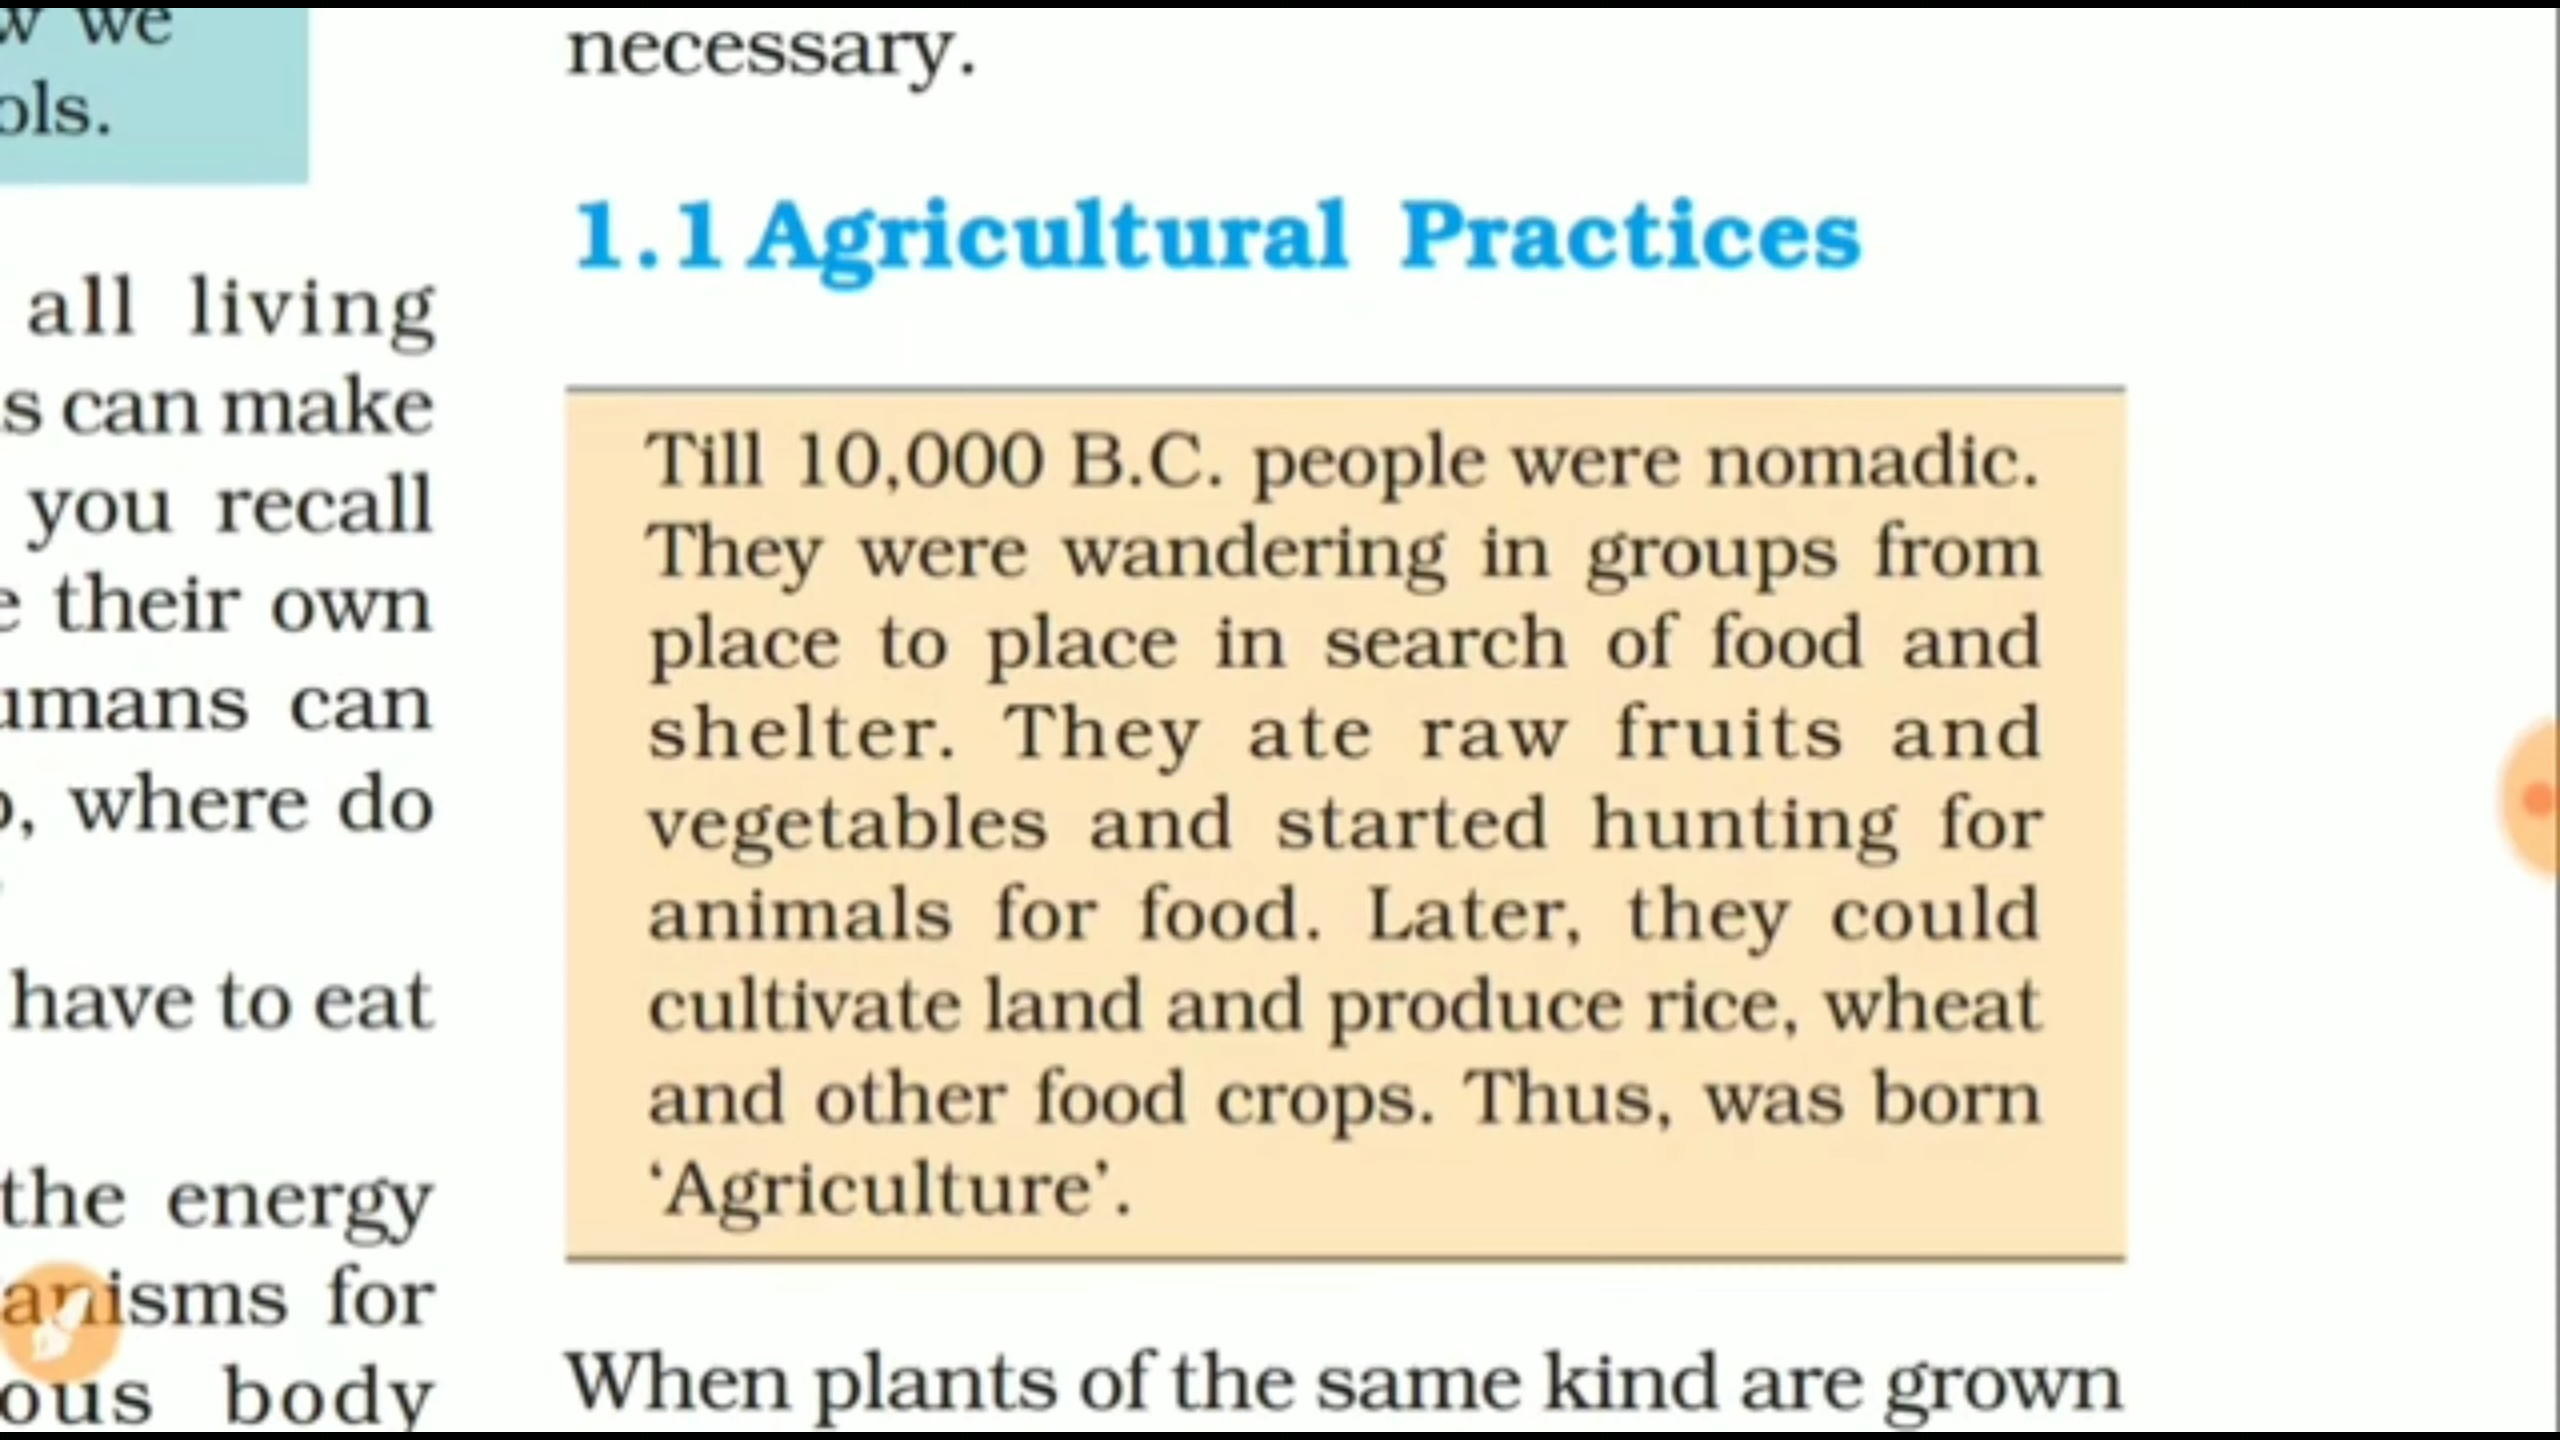 we
ols.
all living
can make
you recall
their own
can
where do
have to eat
the energy
for
body
necessary.
1.1 Agricultural Practices
Till 10,000 B.C. people were nomadic.
They were wandering in groups from
place to place in search of food and
shelter. They ate raw fruits and
vegetables and started hunting for
animals for food. Later, they could
cultivate land and produce rice, wheat
and other food crops. Thus, was born
‘Agriculture’.
When plants of the same kind are grown